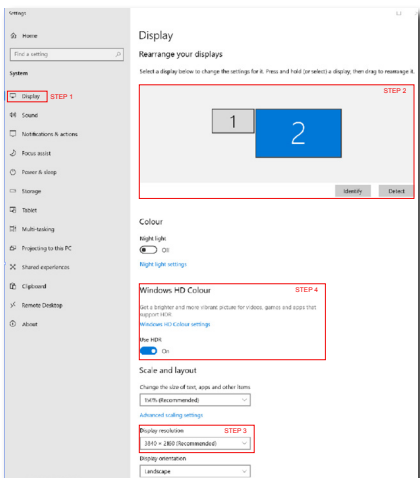 Settings
Home
Find a setting
System
Display
STEP 1
Sound
Notifications & actions
Focus assist
Power & sleep
Storage
Tablet
Multi-tasking
Projecting to this PC
Shared experiences
Clipboard
Remote Desktop
About
Display
Rearrange your displays
Select a display below to change the settings for it. Press and hold (or select) a display, then drag to rearrange it.
STEP 2
1
2
Identify
Detect
Colour
Night light
Off
Night light settings
Windows HD Colour
STEP 4
Get a brighter and more vibrant picture for videos, games and apps that
support HDR.
Windows HD Colour settings
Use HDR
On
Scale and layout
Change the size of text, apps and other items
150% (Recommended)
Advanced scaling settings
Display resolution
STEP 3
3840 × 2160 (Recommended)
Display orientation
Landscape